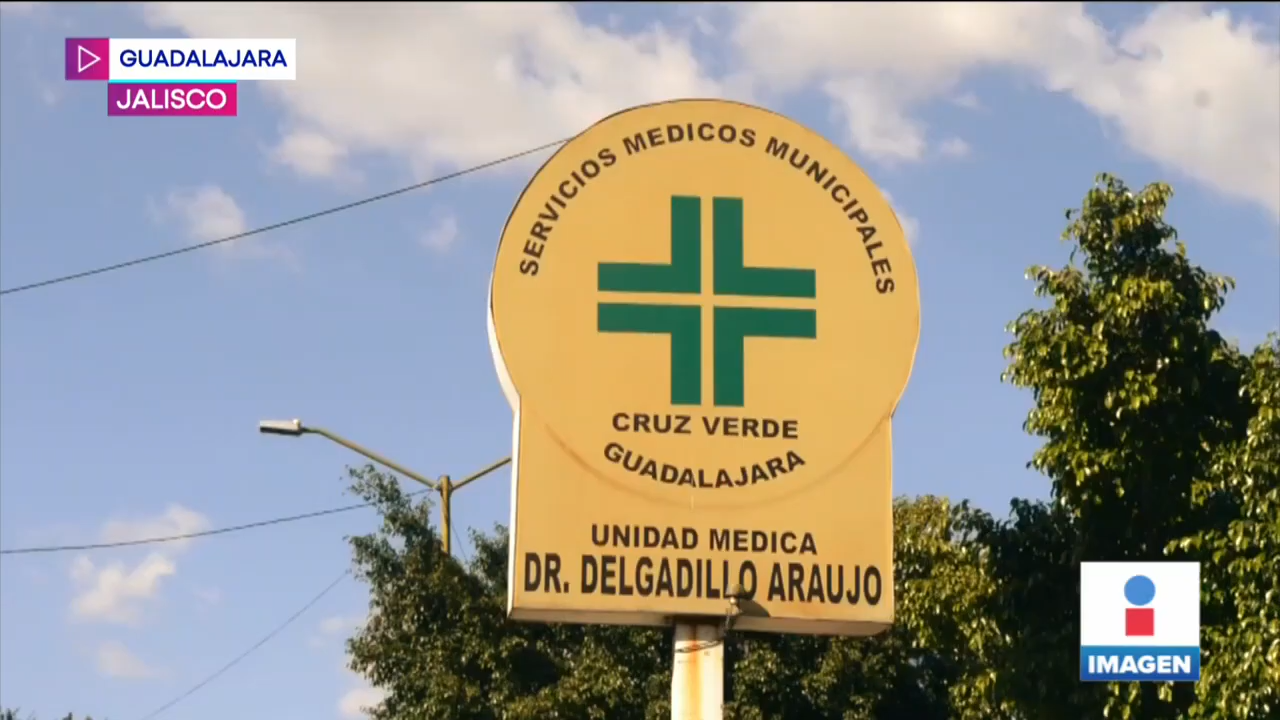 GUADALAJARA
JALISCO
SERVICIOS MEDICOS MUNICIPALES
CRUZ VERDE
GUADALAJARA
UNIDAD MEDICA
DR. DELGADILLO ARAUJO
IMAGEN